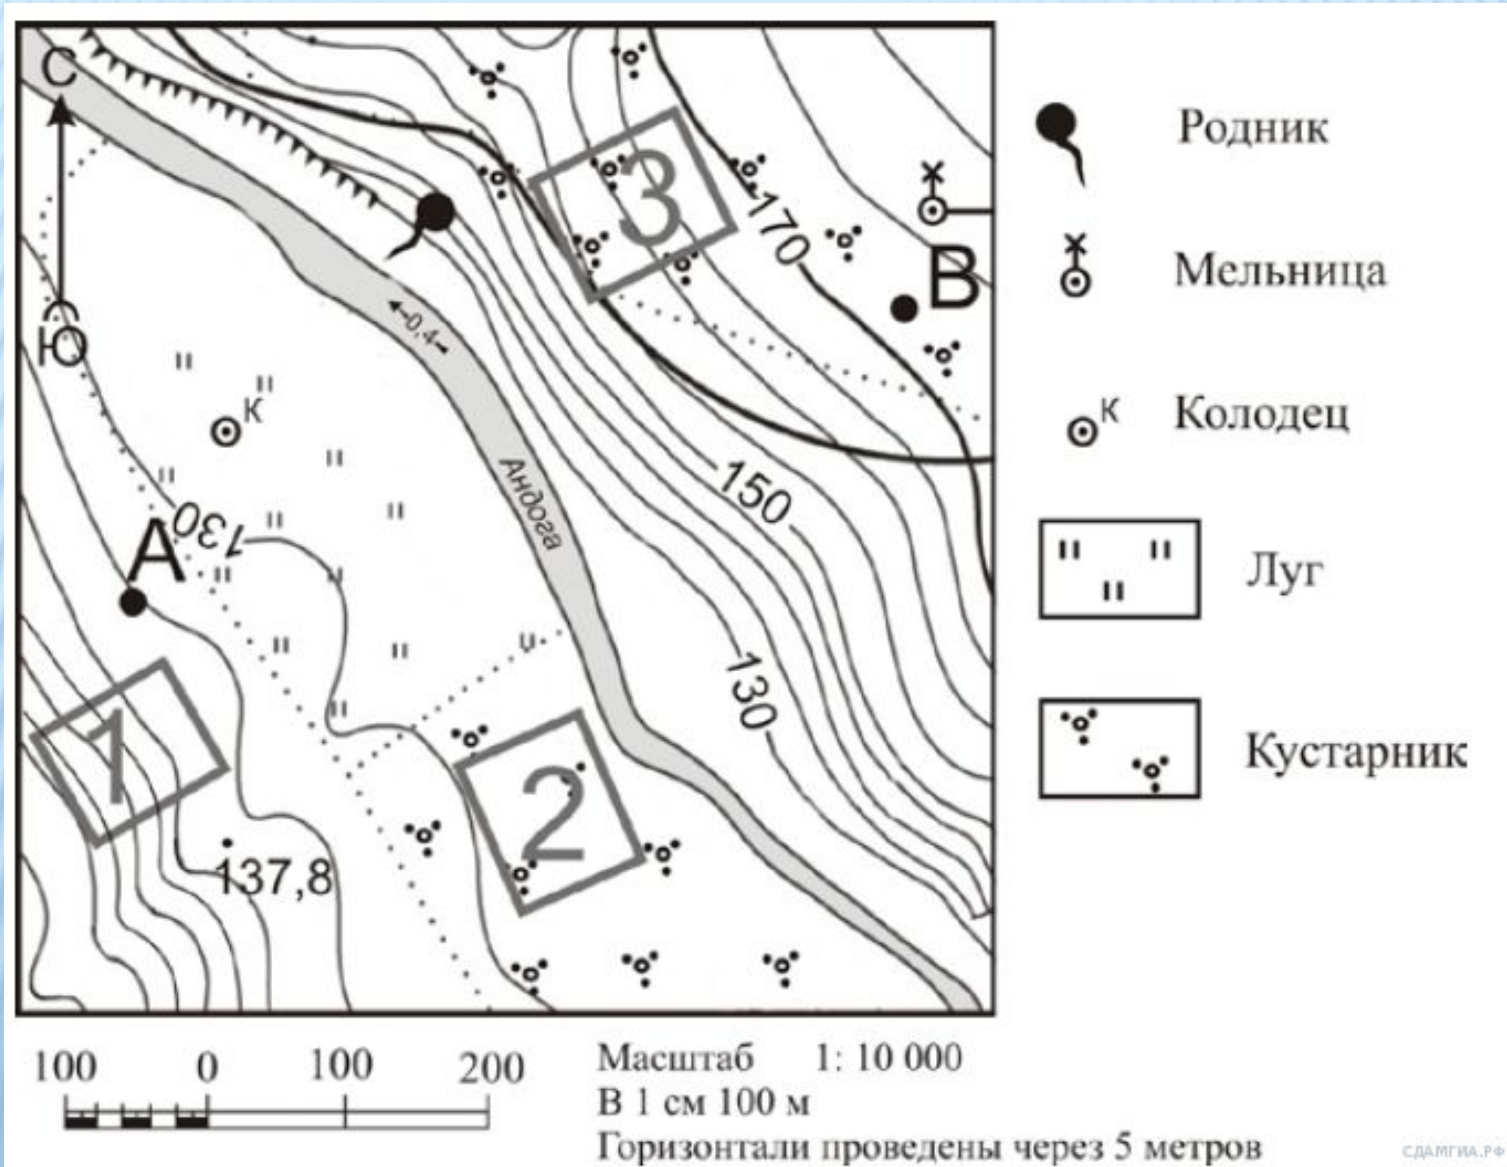 С
Ю
К
А
130
137,8
0,4
Андога
1
2
3
170
В
150
130
Родник
Мельница
К
Колодец
Луг
Кустарник
100 0 100 200
Масштаб 1: 10 000
В 1 см 100 м
Горизонтали проведены через 5 метров
СДАМГИА.РФ